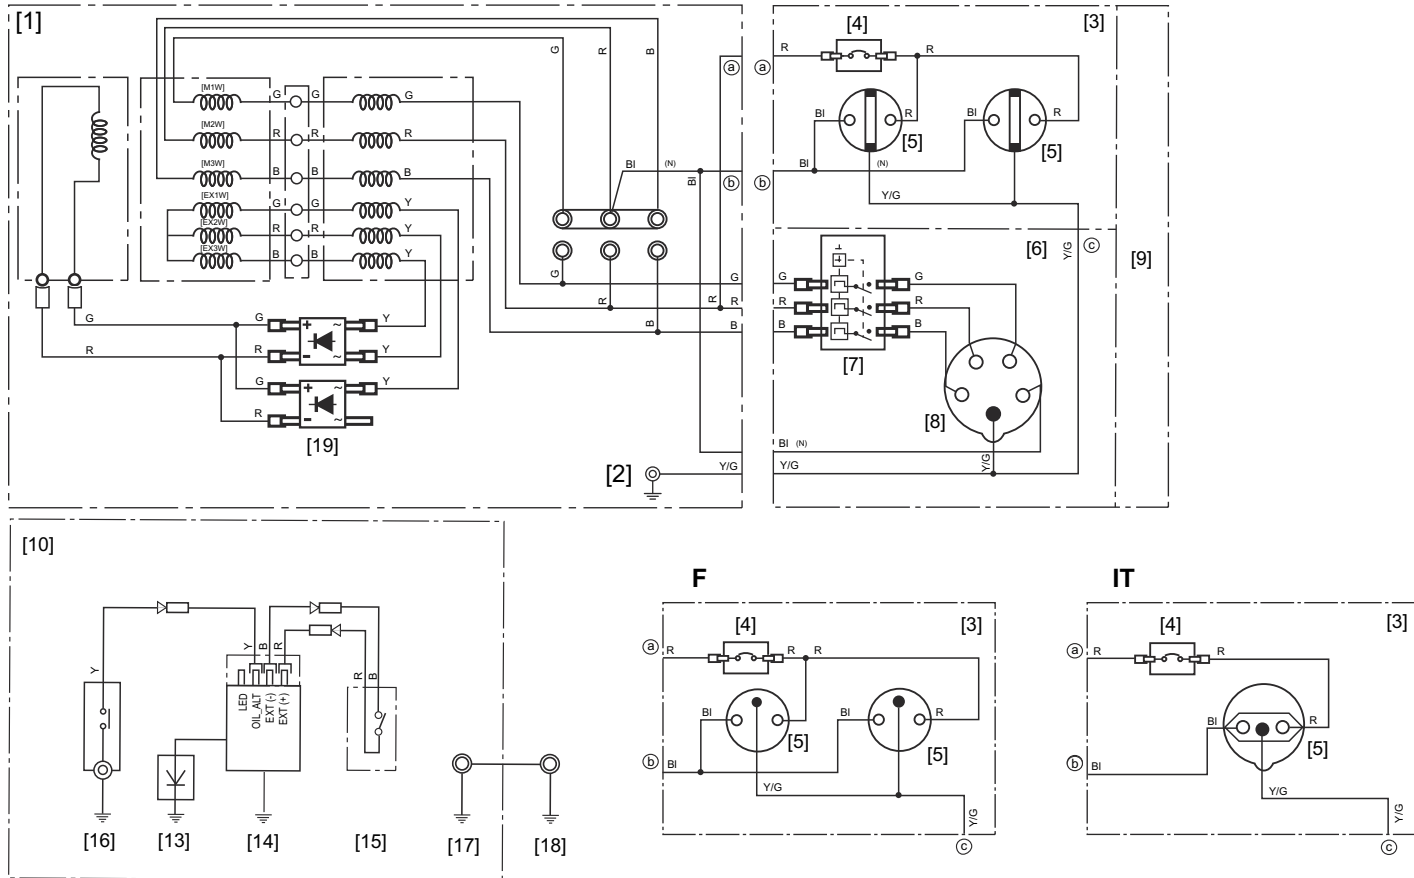 [1]
[M1W]
G G G
[M2W]
R R R
[M3W]
B B B
[EX1W]
G G Y
[EX2W]
R R Y
[EX3W]
B B Y
G R B
Bl (N)
Bl
a
b
G
R
B
G R B
R
G
R
G + ~ Y
R - ~ Y
G + ~ Y
R - ~
[19]
[2]
Y/G
[3]
[4]
R R
a
Bl R [5]
Bl R [5]
b
Bl (N)
Y/G
[6]
Y/G
c
[9]
G G
R R
B B
[7]
[8]
Bl (N)
Y/G
Y/G
[10]
Y B R
Y
LED
OIL_ALT
EXT (-)
EXT (+)
R B
[16]
[13]
[14]
[15]
[17]
[18]
F
[3]
[4]
a
R R R
Bl [5]
Bl R [5]
b
Bl
Y/G
Y/G
c
IT
[3]
[4]
a
R R
Bl R
[5]
b
Bl
Y/G
Y/G
c